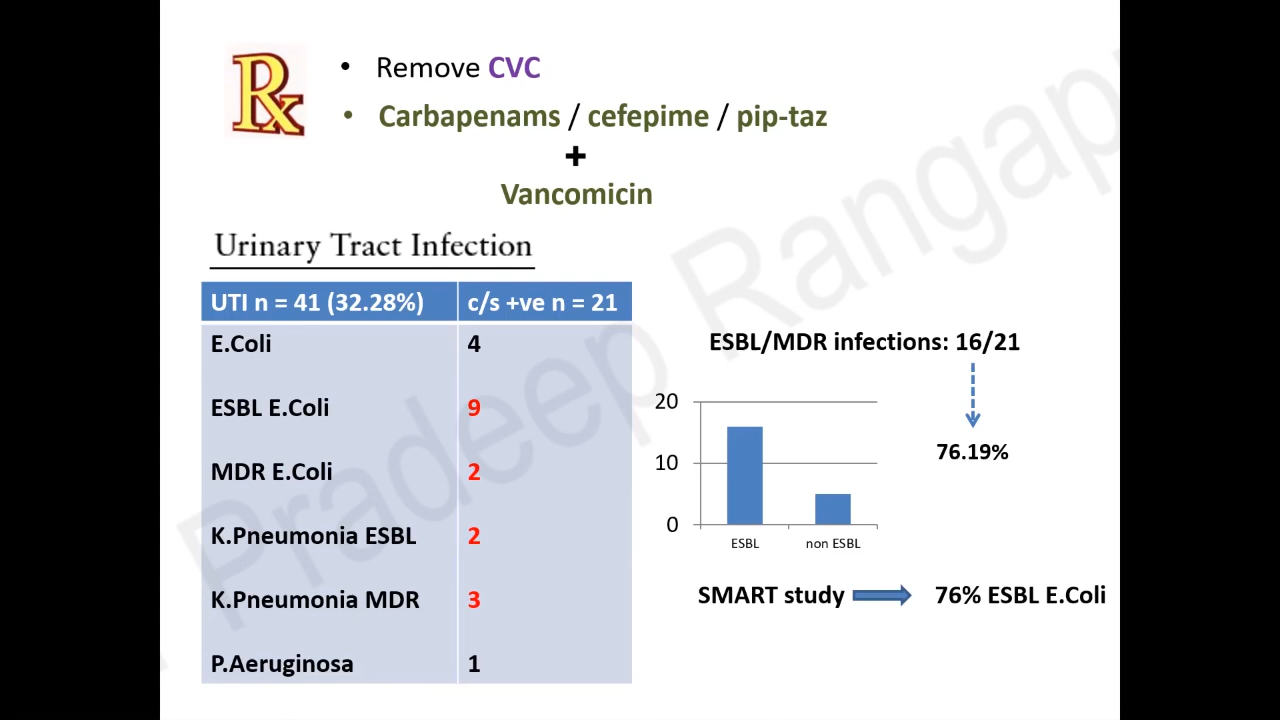 Rx
• Remove CVC
• Carbapenams / cefepime / pip-taz
+
Vancomicin
Urinary Tract Infection
UTI n = 41 (32.28%) c/s +ve n = 21
E.Coli 4
ESBL E.Coli 9
MDR E.Coli 2
K.Pneumonia ESBL 2
K.Pneumonia MDR 3
P.Aeruginosa 1
ESBL/MDR infections: 16/21
76.19%
20
10
0
ESBL non ESBL
SMART study 76% ESBL E.Coli
Pradeep Rangap